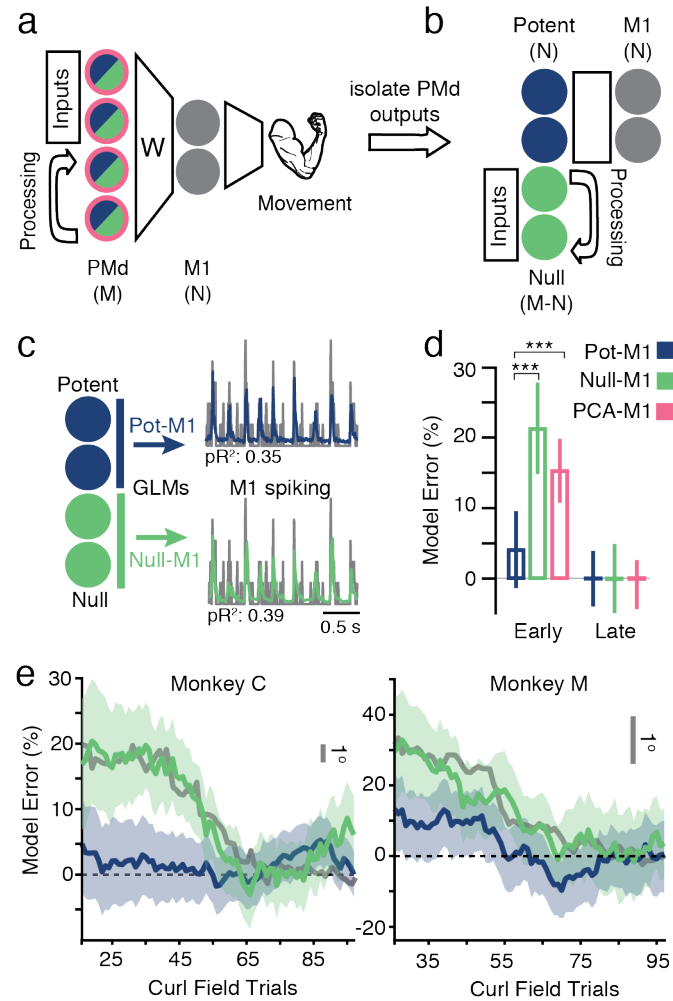 a
Inputs
Processing
W
Movement
PMd
(M)
M1
(N)
isolate PMd
outputs
b
Potent
(N)
M1
(N)
Inputs
Processing
Null
(M-N)
c
Potent
Pot-M1
GLMs
Null-M1
Null
pR²: 0.35
M1 spiking
pR²: 0.39
0.5 s
d
Pot-M1
Null-M1
PCA-M1
***
***
Model Error (%)
30
20
10
0
Early
Late
e
Monkey C
Model Error (%)
30
20
10
0
1°
25
45
65
85
Curl Field Trials
Monkey M
40
20
0
-20
1°
35
55
75
95
Curl Field Trials